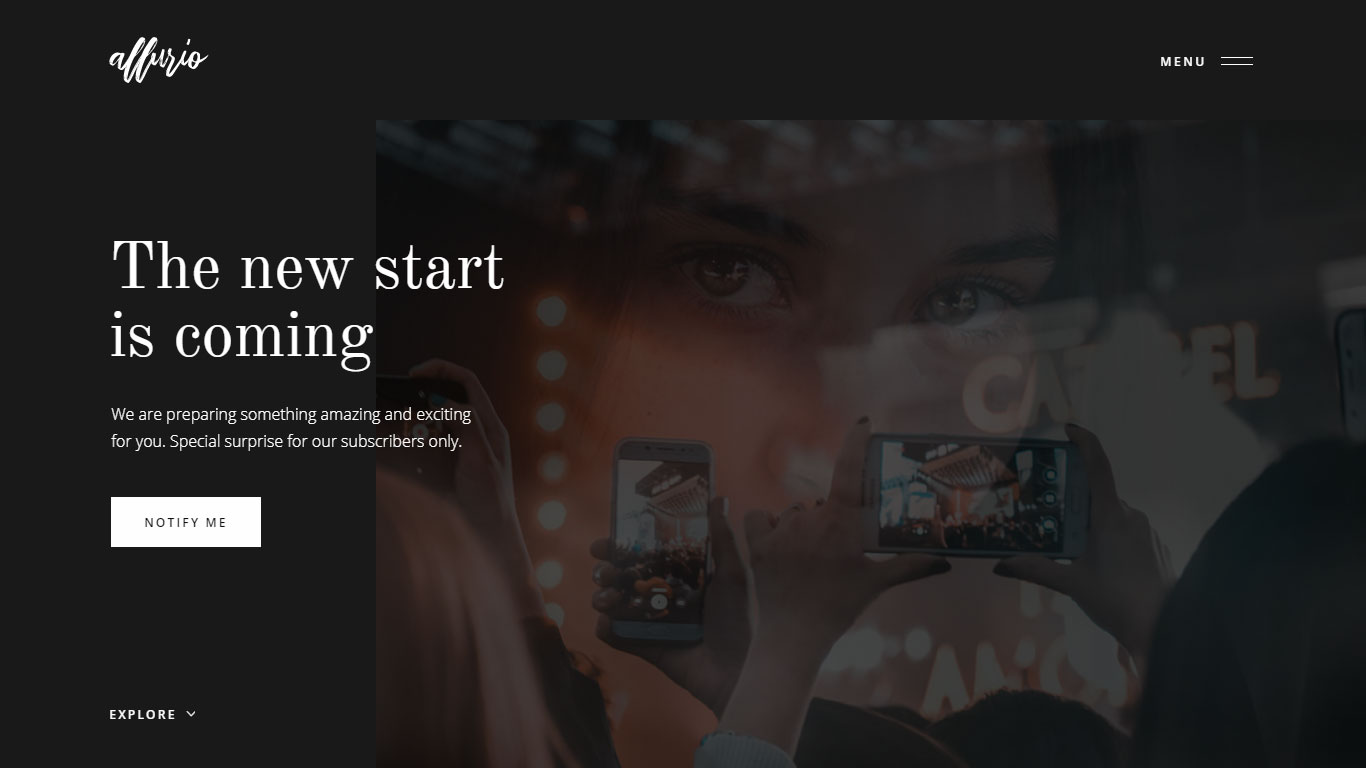 affurio
MENU
The new start
is coming
We are preparing something amazing and exciting
for you. Special surprise for our subscribers only.
NOTIFY ME
EXPLORE